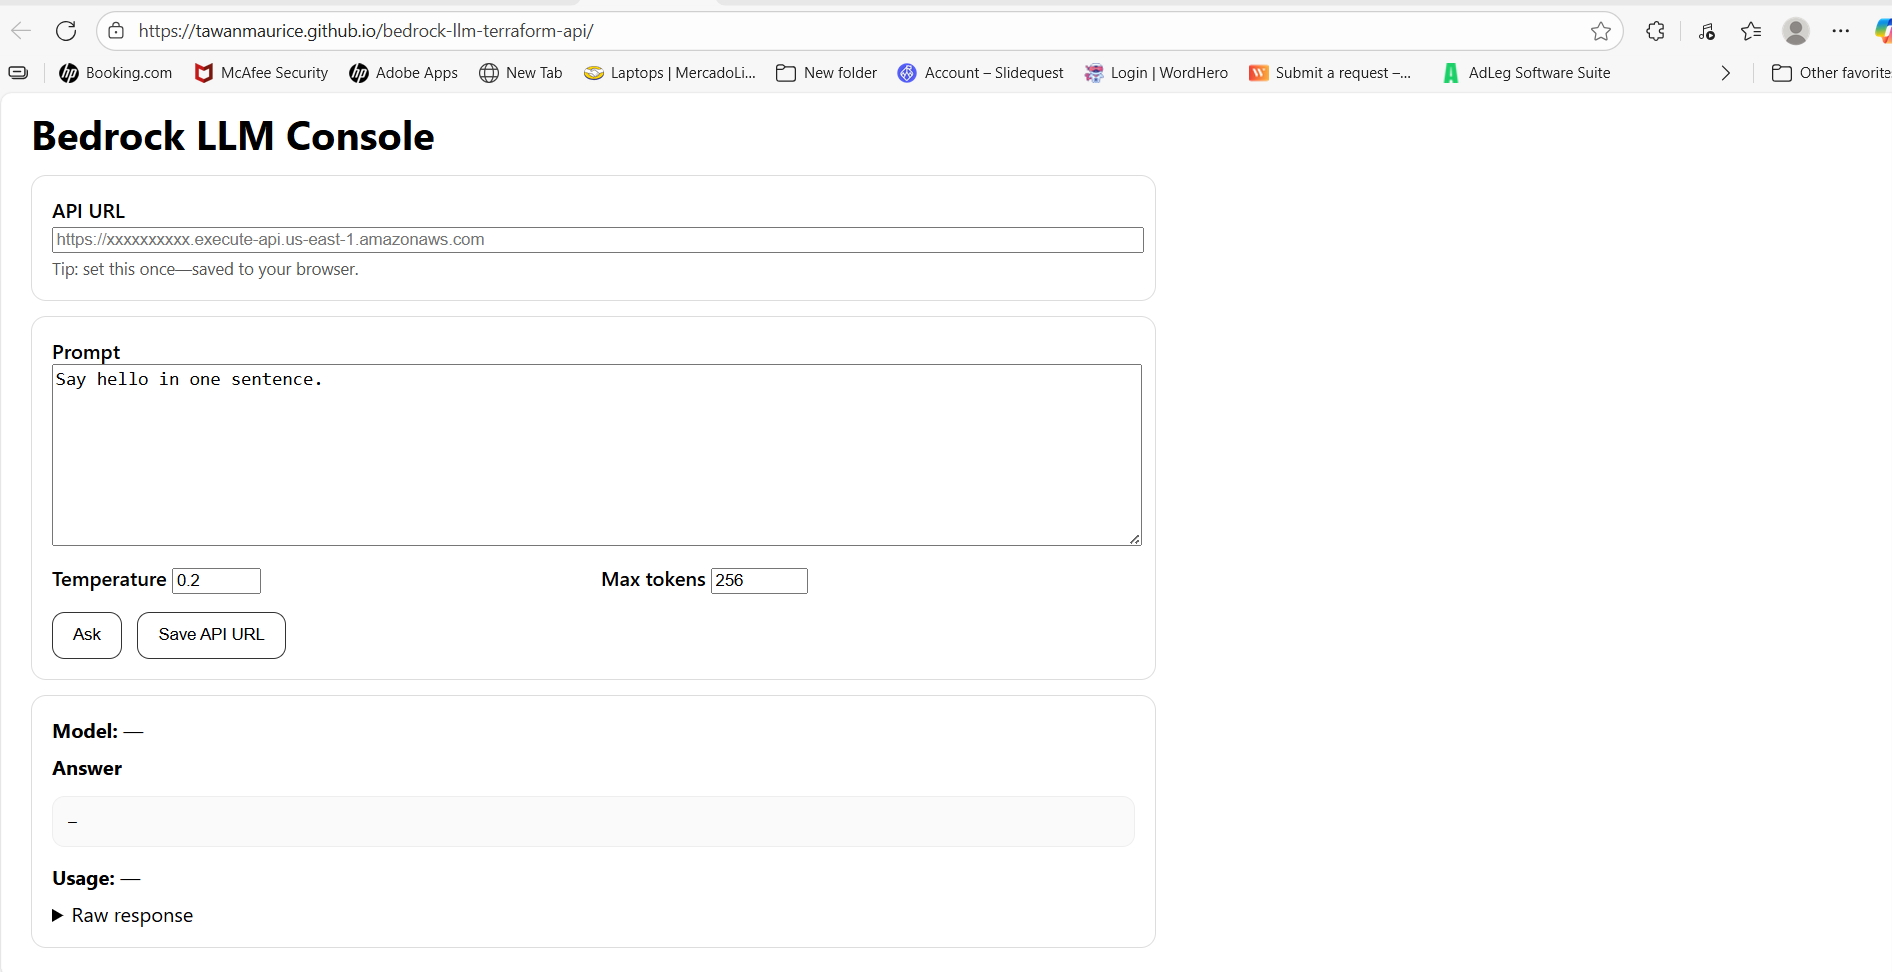 https://tawanmaurice.github.io/bedrock-llm-terraform-api/
Booking.com McAfee Security Adobe Apps New Tab Laptops | MercadoLi... New folder Account – Slidequest Login | WordHero Submit a request –... AdLeg Software Suite Other favorite
Bedrock LLM Console
API URL
https://xxxxxxxxxx.execute-api.us-east-1.amazonaws.com
Tip: set this once—saved to your browser.
Prompt
Say hello in one sentence.
Temperature 0.2 Max tokens 256
Ask Save API URL
Model: —
Answer
–
Usage: —
Raw response